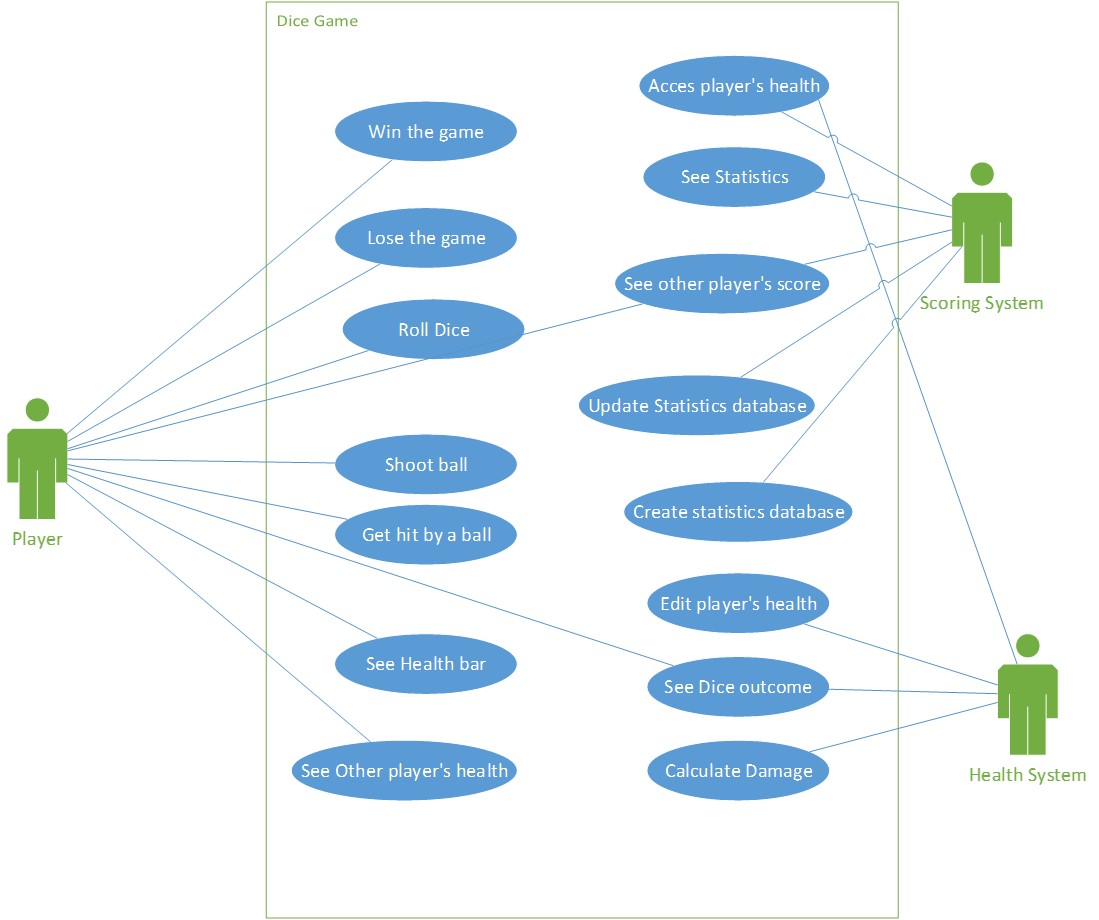 Dice Game
Acces player's health
Win the game
See Statistics
Lose the game
See other player's score
Scoring System
Roll Dice
Update Statistics database
Shoot ball
Create statistics database
Get hit by a ball
Player
Edit player's health
See Health bar
See Dice outcome
See Other player's health
Calculate Damage
Health System